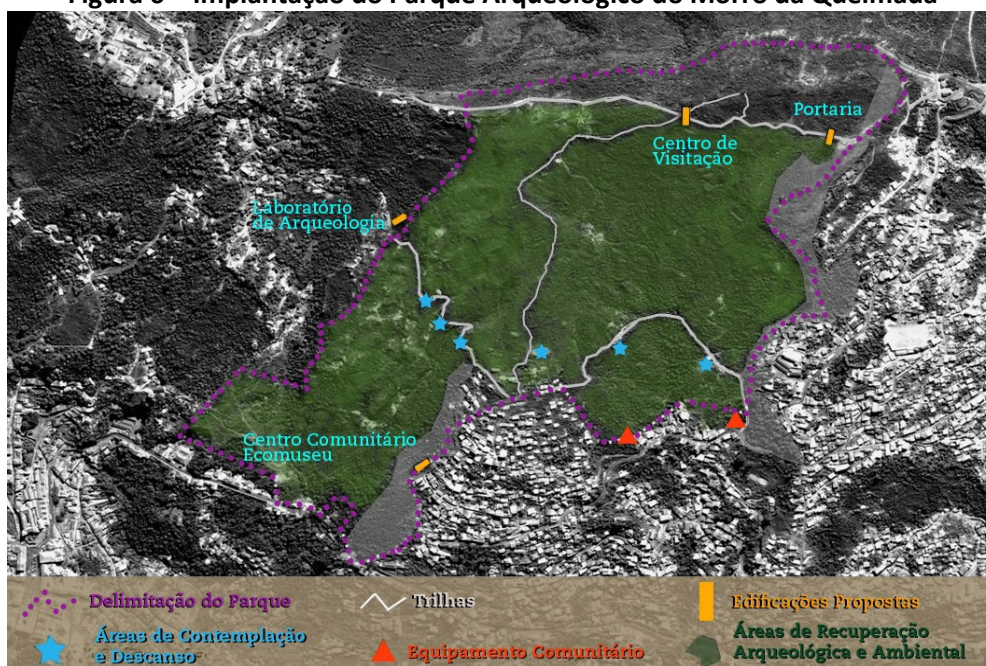 Figura 6 – Implantação do Parque Arqueológico do Morro da Queimada
Portaria
Centro de
Visitação
Laboratório
de Arqueologia
Centro Comunitário
Ecomuseu
Delimitação do Parque
Trilhas
Edificações Propostas
Áreas de Contemplação
e Descanso
Equipamento Comunitário
Áreas de Recuperação
Arqueológica e Ambiental